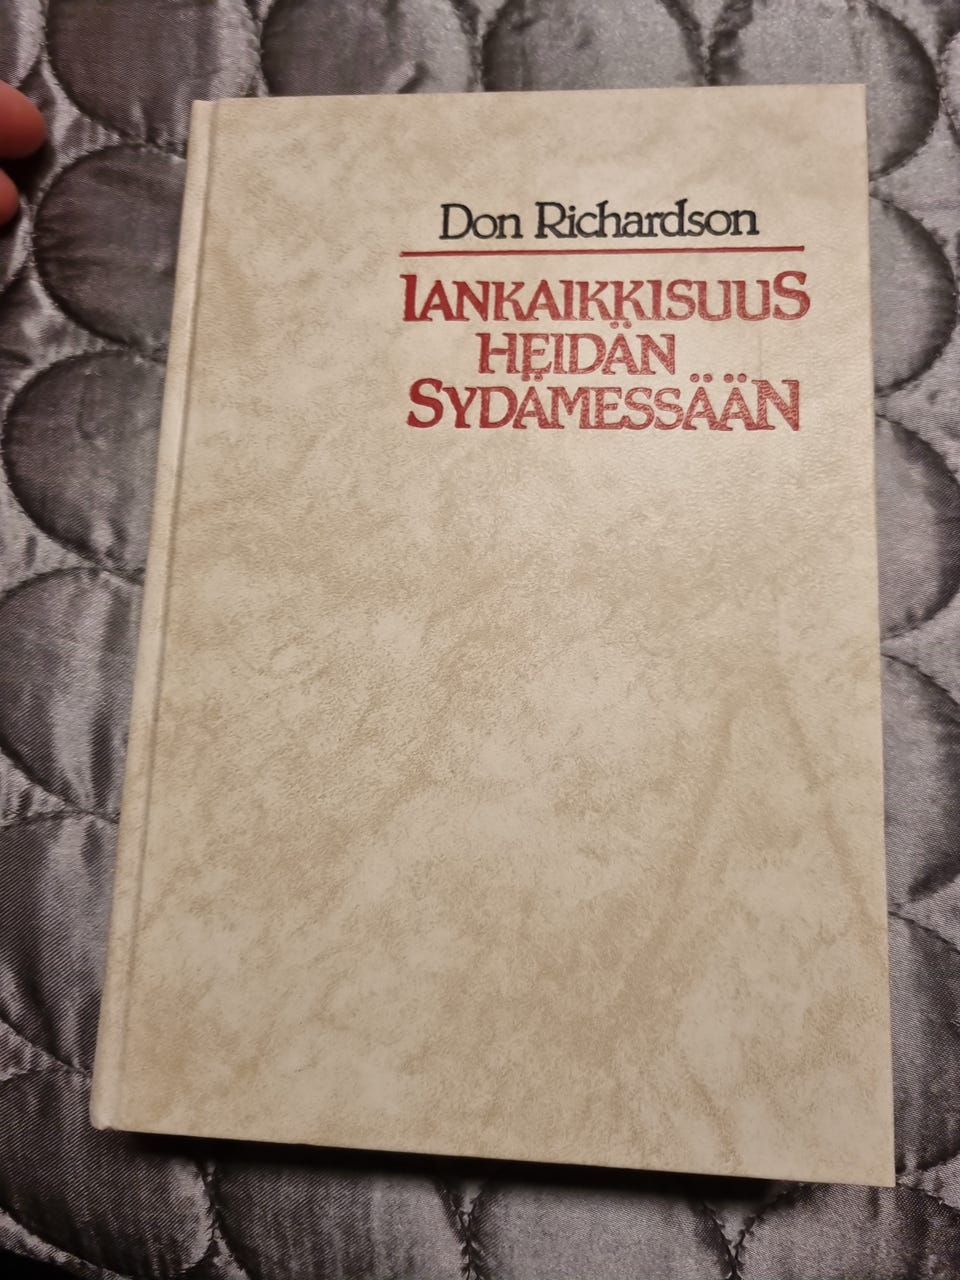 Don Richardson
IANKAIKKISUUS
HEIDÄN
SYDÄMESSÄÄN